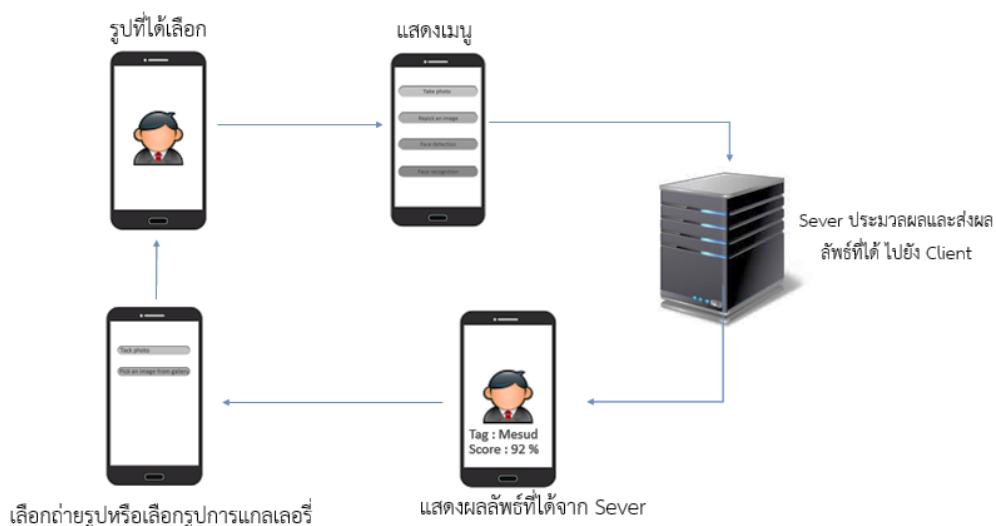 รูปที่ได้เลือก
แสดงเมนู
Take photo
Repick an image
Face detection
Face recognition
Sever ประมวลผลและส่งผล
ลัพธ์ที่ได้ ไปยัง Client
Tack photo
Pick an image from gallery
Tag : Mesud
Score : 92 %
เลือกถ่ายรูปหรือเลือกรูปการแกลเลอรี่
แสดงผลลัพธ์ที่ได้จาก Sever